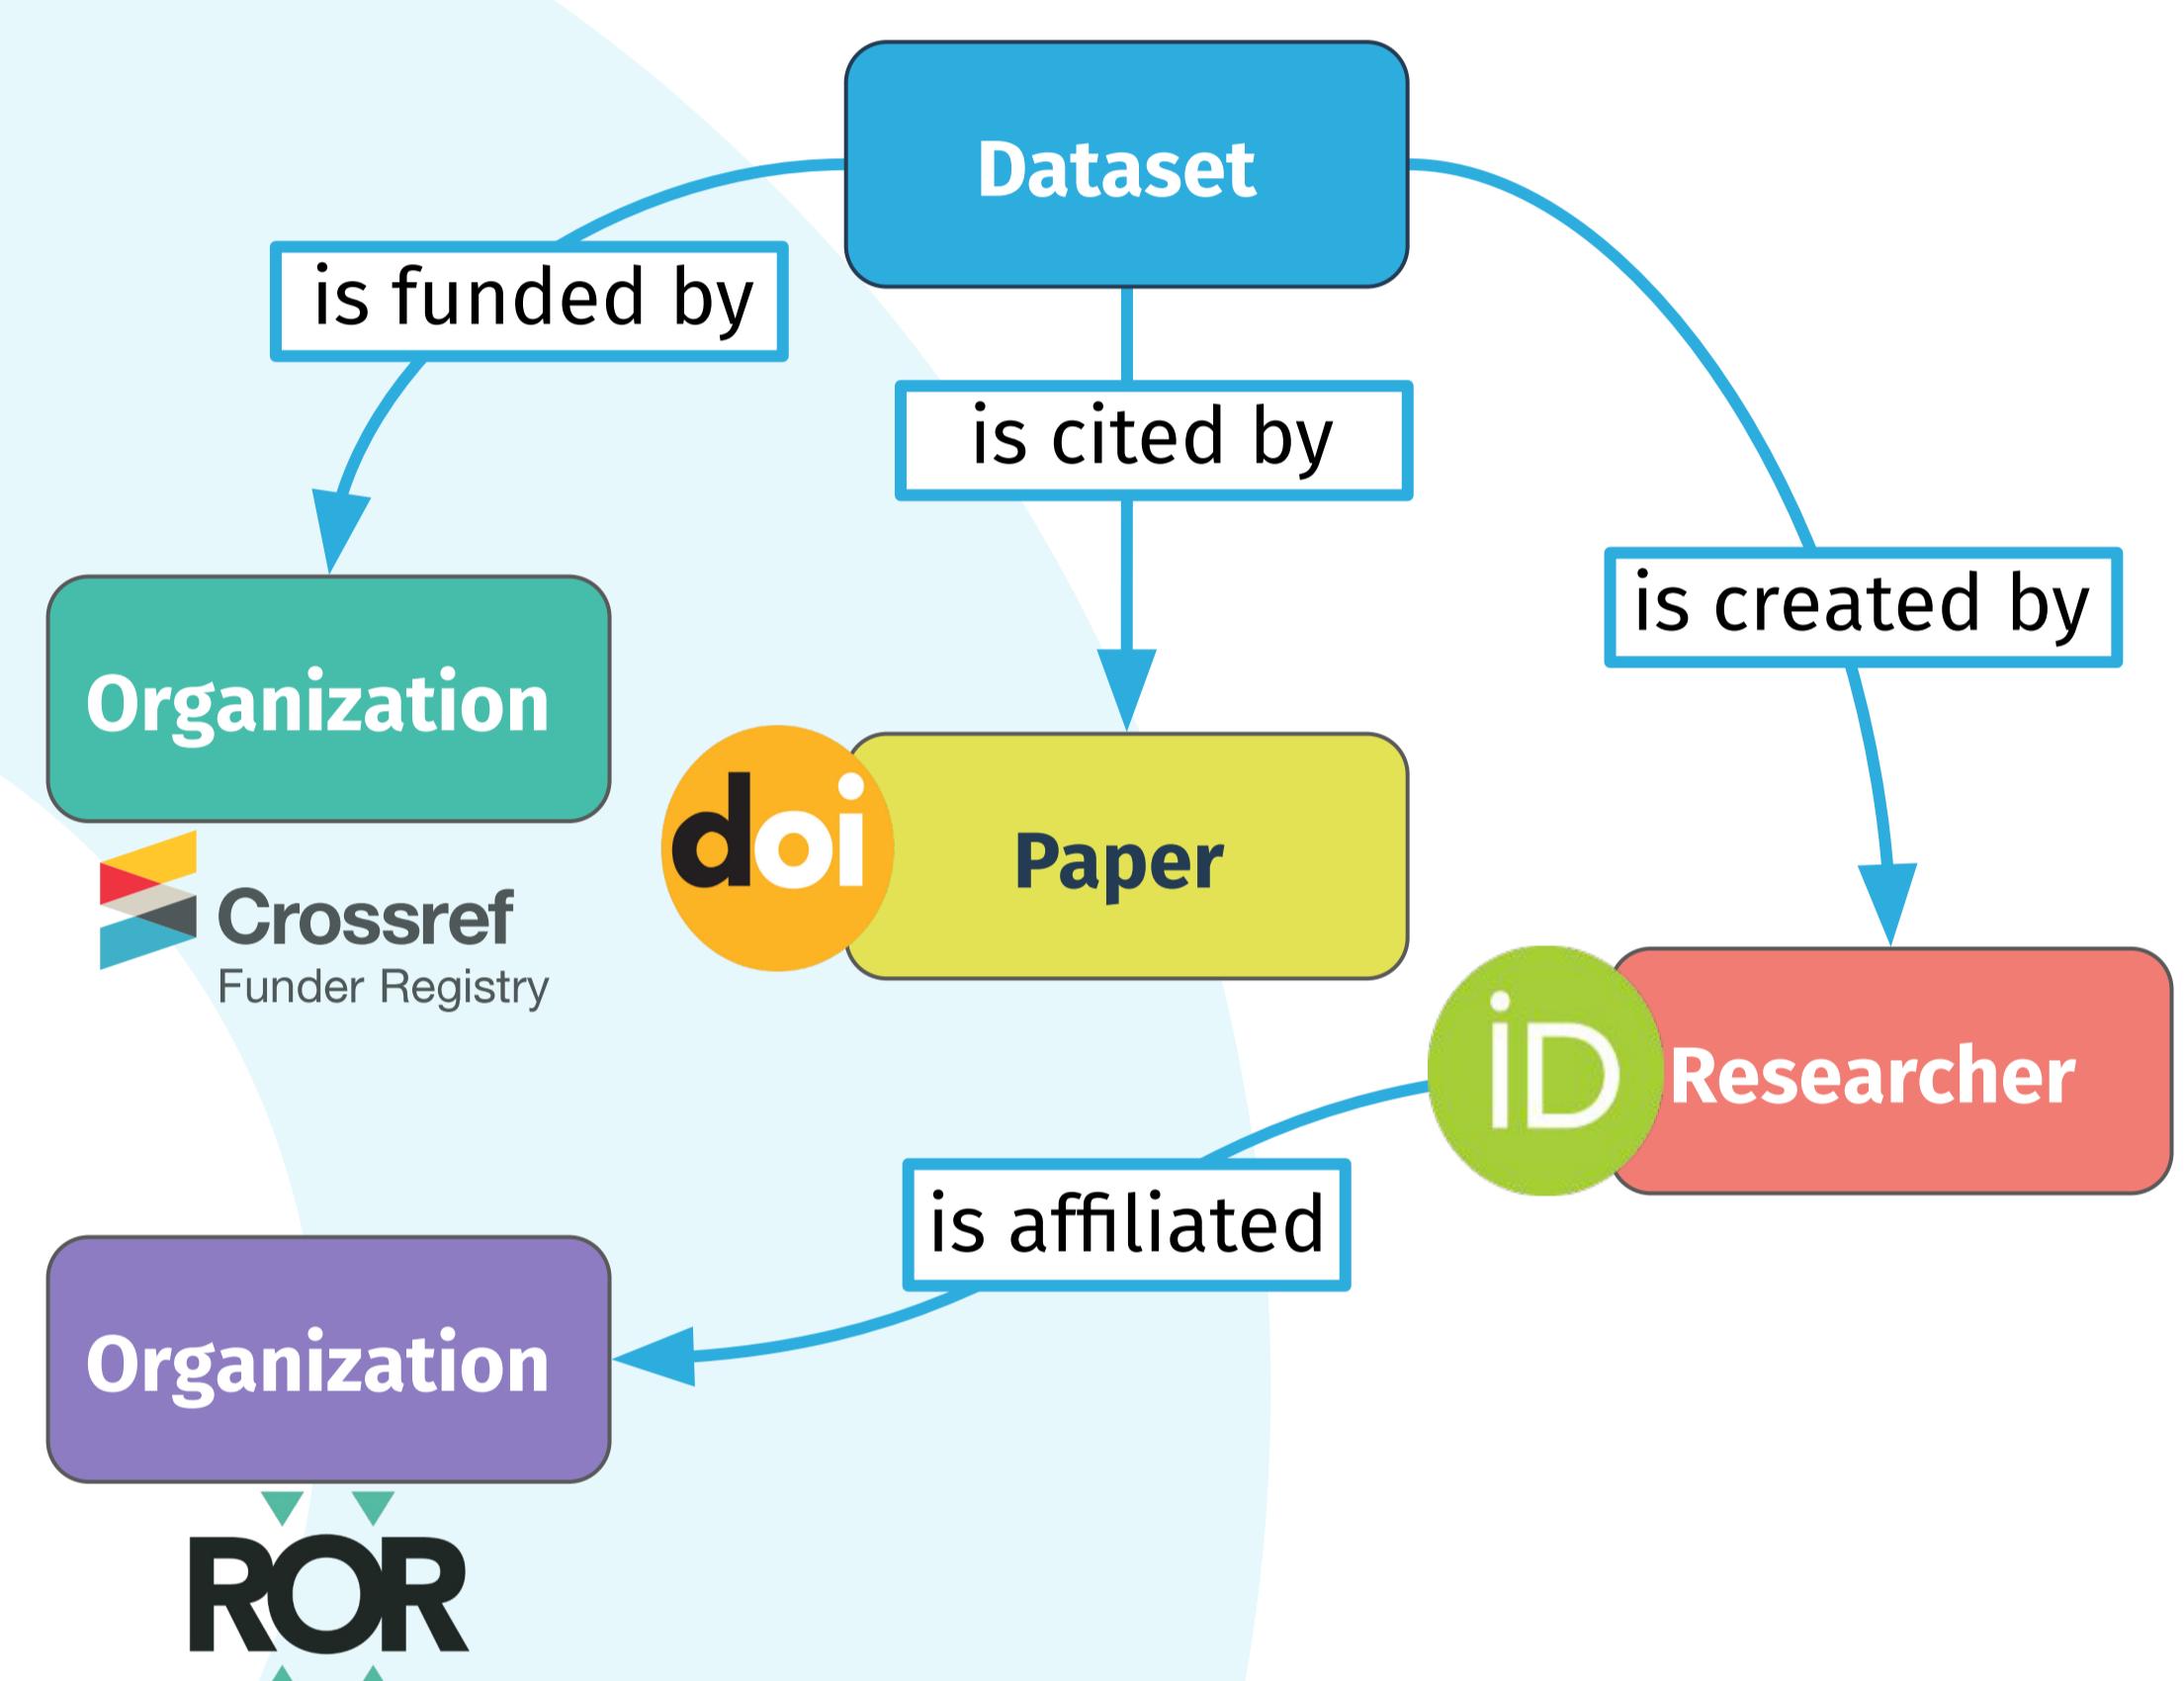 Dataset
is funded by
is cited by
is created by
Organization
doi
Paper
Crossref
Funder Registry
iD
Researcher
is affiliated
Organization
ROR